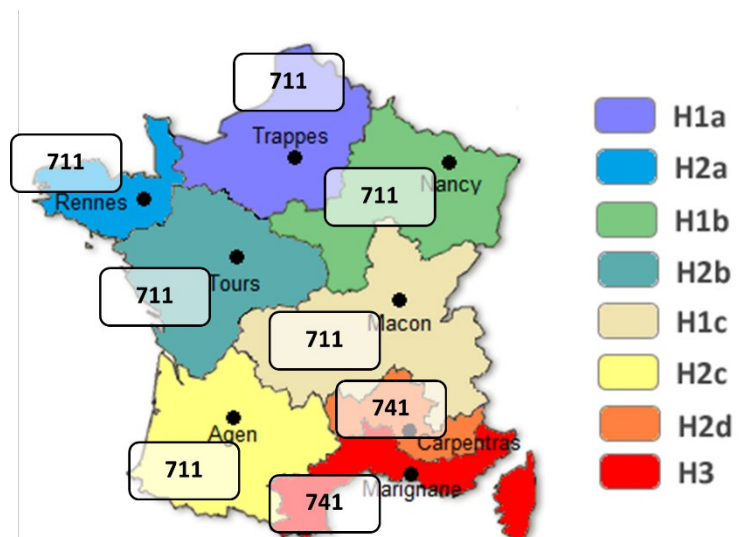 711
Trappes
711
Rennes
711
Nancy
711
Tours
711
Macon
741
Agen
Carpentras
711
741
Marignane
H1a
H2a
H1b
H2b
H1c
H2c
H2d
H3